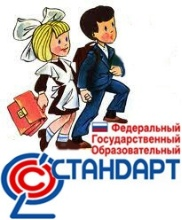 Федеральный
Государственный
Образовательный
СТАНДАРТ